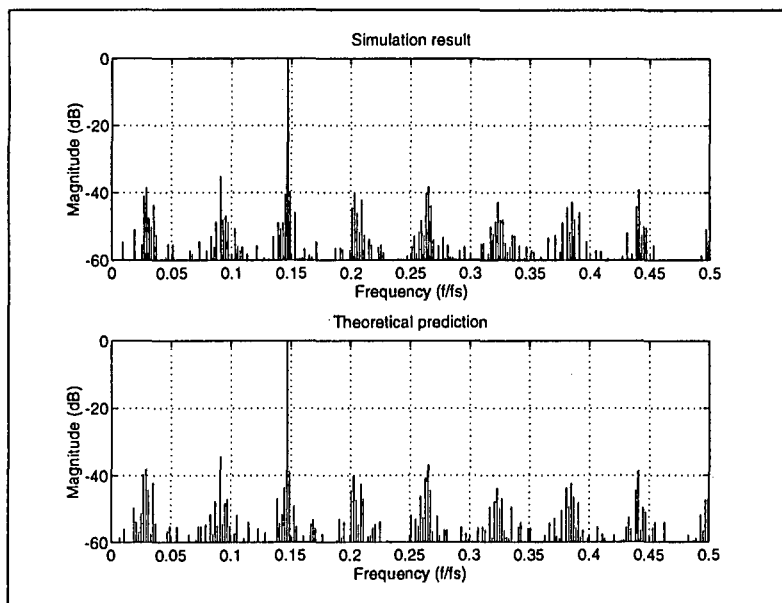 Simulation result
Magnitude (dB)
0
-20
-40
-60
0 0.05 0.1 0.15 0.2 0.25 0.3 0.35 0.4 0.45 0.5
Frequency (f/fs)
Theoretical prediction
Magnitude (dB)
0
-20
-40
-60
0 0.05 0.1 0.15 0.2 0.25 0.3 0.35 0.4 0.45 0.5
Frequency (f/fs)